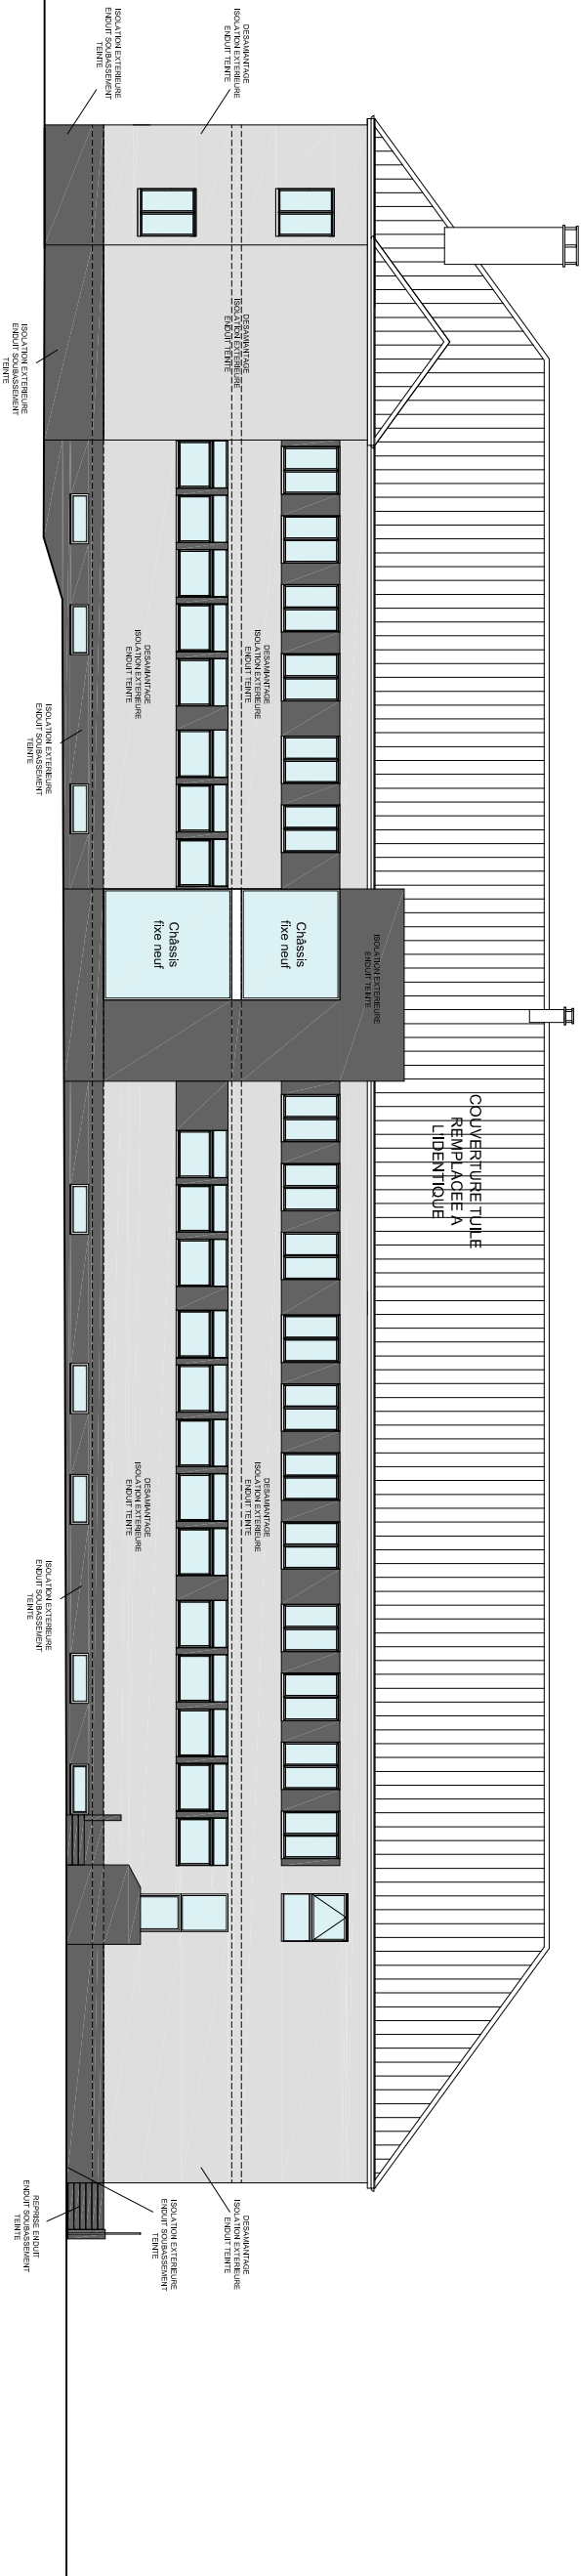 ISOLATION EXTERIEURE
ENDUIT SOUBASSEMENT
TEINTE
DESAMIANTAGE
ISOLATION EXTERIEURE
ENDUIT TEINTE
ISOLATION EXTERIEURE
ENDUIT SOUBASSEMENT
TEINTE
DESAMIANTAGE
ISOLATION EXTERIEURE
ENDUIT TEINTE
DESAMIANTAGE
ISOLATION EXTERIEURE
ENDUIT TEINTE
DESAMIANTAGE
ISOLATION EXTERIEURE
ENDUIT TEINTE
ISOLATION EXTERIEURE
ENDUIT SOUBASSEMENT
TEINTE
Châssis
fixe neuf
Châssis
fixe neuf
ISOLATION EXTERIEURE
ENDUIT TEINTE
COUVERTURE TUILE
REMPLACEE A
L'IDENTIQUE
DESAMIANTAGE
ISOLATION EXTERIEURE
ENDUIT TEINTE
DESAMIANTAGE
ISOLATION EXTERIEURE
ENDUIT TEINTE
ISOLATION EXTERIEURE
ENDUIT SOUBASSEMENT
TEINTE
DESAMIANTAGE
ISOLATION EXTERIEURE
ENDUIT TEINTE
ISOLATION EXTERIEURE
ENDUIT SOUBASSEMENT
TEINTE
REPRISE ENDUIT
ENDUIT SOUBASSEMENT
TEINTE